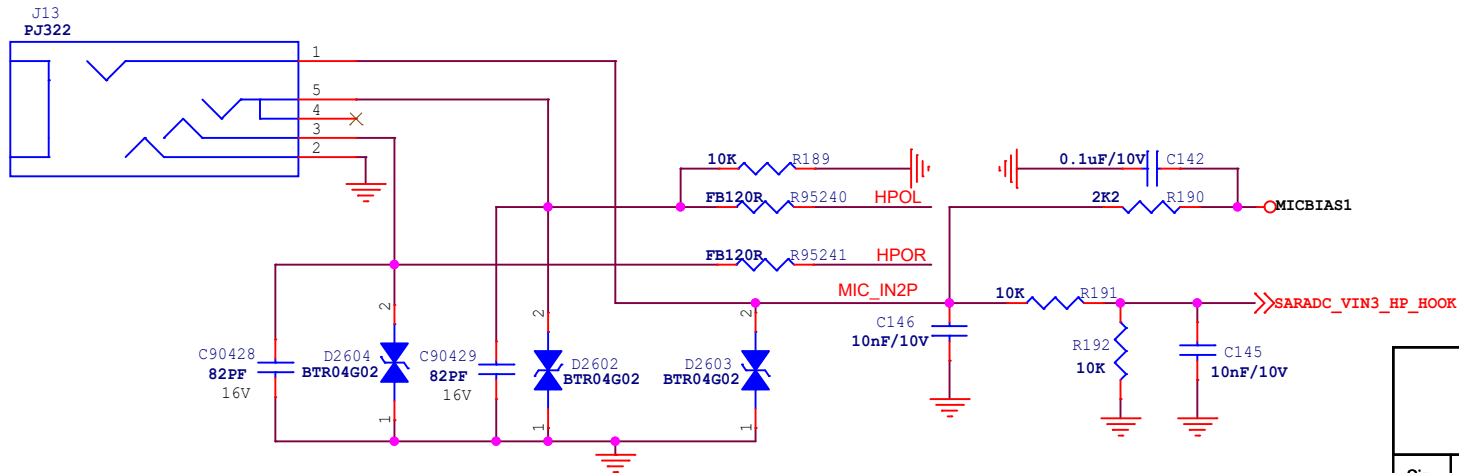 J13
PJ322
1
5
4
3
2
10K R189
0.1uF/10V C142
FB120R R95240 HPOL
2K2 R190
MICBIAS1
FB120R R95241 HPOR
MIC_IN2P
10K R191
SARADC_VIN3_HP_HOOK
2
2
2
C90428
82PF
16V
D2604
BTR04G02
C90429
82PF
16V
D2602
BTR04G02
D2603
BTR04G02
C146
10nF/10V
R192
10K
C145
10nF/10V
1
1
1